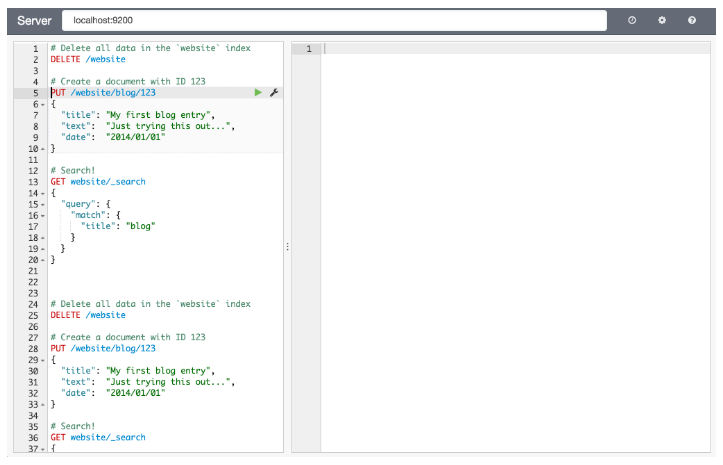 Server localhost:9200
1 # Delete all data in the `website` index
2 DELETE /website
3
4 # Create a document with ID 123
5 PUT /website/blog/123
6 {
7 "title": "My first blog entry",
8 "text": "Just trying this out...",
9 "date": "2014/01/01"
10 }
11
12 # Search!
13 GET website/_search
14 {
15 "query": {
16 "match": {
17 "title": "blog"
18 }
19 }
20 }
21
22
23
24 # Delete all data in the `website` index
25 DELETE /website
26
27 # Create a document with ID 123
28 PUT /website/blog/123
29 {
30 "title": "My first blog entry",
31 "text": "Just trying this out...",
32 "date": "2014/01/01"
33 }
34
35 # Search!
36 GET website/_search
37 {
1